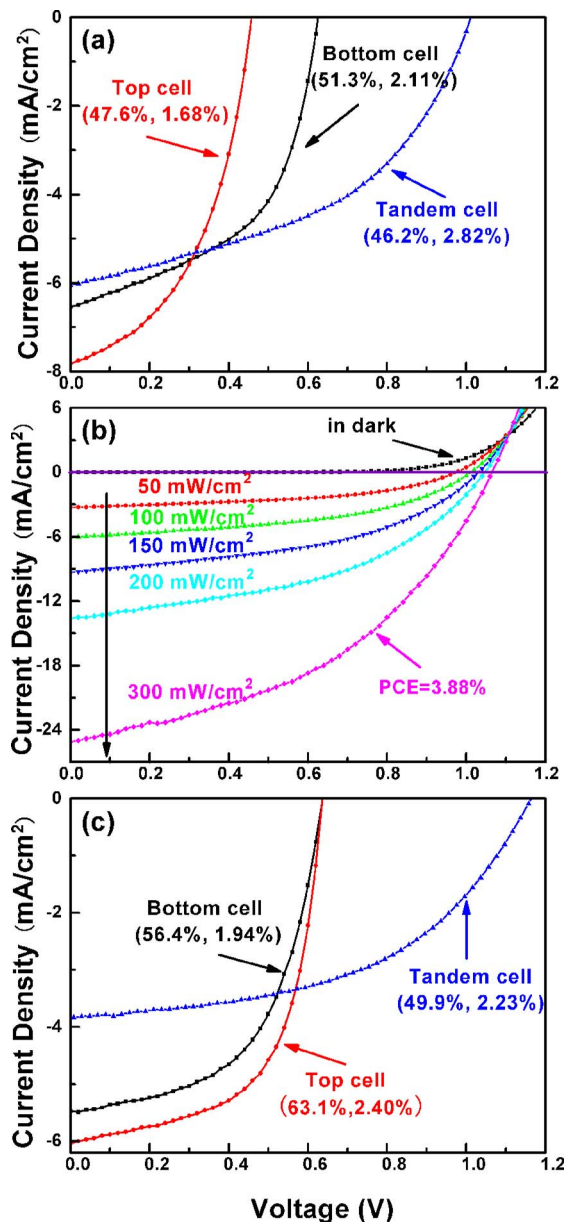 (a)
0
-2
-4
-6
-8
Current Density (mA/cm²)
Top cell
(47.6%, 1.68%)
Bottom cell
(51.3%, 2.11%)
Tandem cell
(46.2%, 2.82%)
0.0 0.2 0.4 0.6 0.8 1.0 1.2
(b)
6
0
-6
-12
-18
-24
Current Density (mA/cm²)
in dark
50 mW/cm²
100 mW/cm²
150 mW/cm²
200 mW/cm²
300 mW/cm²
PCE=3.88%
0.0 0.2 0.4 0.6 0.8 1.0 1.2
(c)
0
-2
-4
-6
Current Density (mA/cm²)
Bottom cell
(56.4%, 1.94%)
Tandem cell
(49.9%, 2.23%)
Top cell
(63.1%,2.40%)
0.0 0.2 0.4 0.6 0.8 1.0 1.2
Voltage (V)